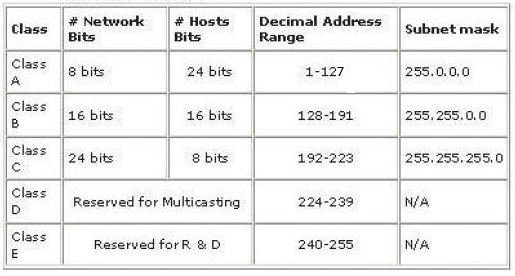 Class # Network Bits # Hosts Bits Decimal Address Range Subnet mask
Class A 8 bits 24 bits 1-127 255.0.0.0
Class B 16 bits 16 bits 128-191 255.255.0.0
Class C 24 bits 8 bits 192-223 255.255.255.0
Class D Reserved for Multicasting 224-239 N/A
Class E Reserved for R & D 240-255 N/A